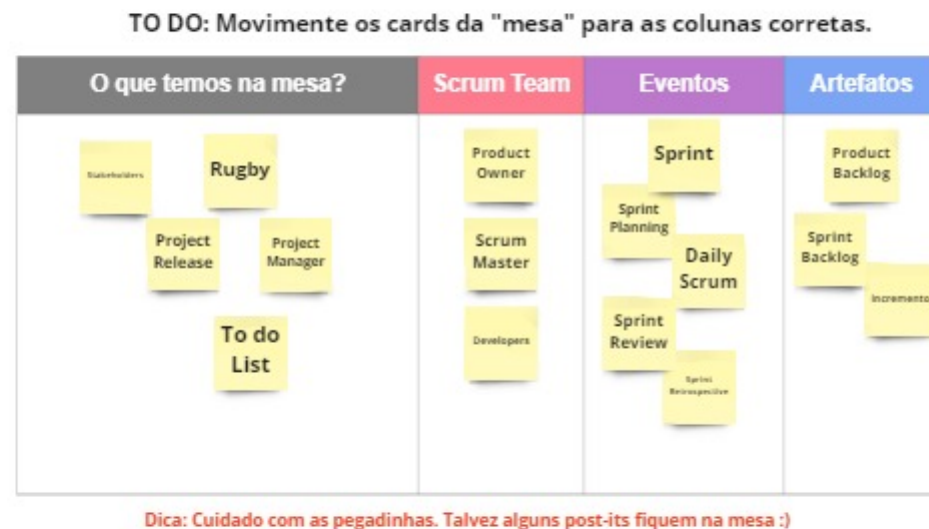 TO DO: Movimente os cards da "mesa" para as colunas corretas.
O que temos na mesa?
Scrum Team
Eventos
Artefatos
Stakeholders
Rugby
Project
Release
Project
Manager
To do
List
Product
Owner
Scrum
Master
Developers
Sprint
Sprint
Planning
Daily
Scrum
Sprint
Review
Sprint
Retrospective
Product
Backlog
Sprint
Backlog
Incremento
Dica: Cuidado com as pegadinhas. Talvez alguns post-its fiquem na mesa :)